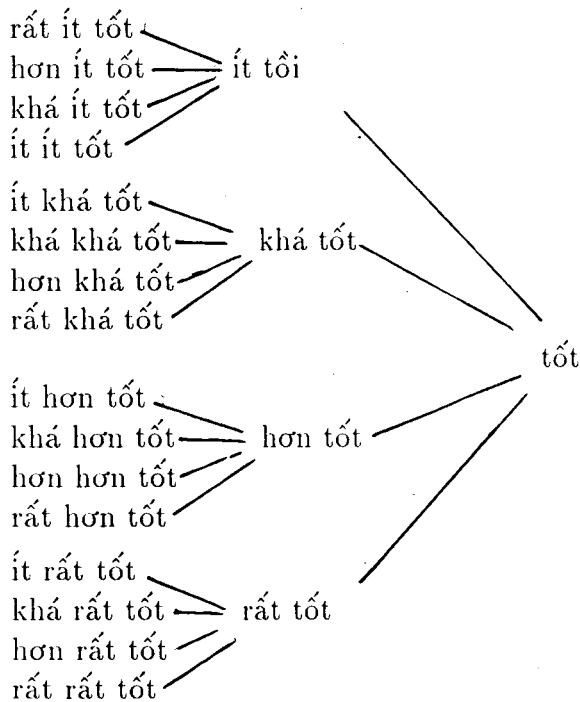 rất ít tốt
hơn ít tốt
ít tồi
khá ít tốt
ít ít tốt
ít khá tốt
khá khá tốt
khá tốt
hơn khá tốt
rất khá tốt
tốt
ít hơn tốt
khá hơn tốt
hơn tốt
hơn hơn tốt
rất hơn tốt
ít rất tốt
khá rất tốt
rất tốt
hơn rất tốt
rất rất tốt